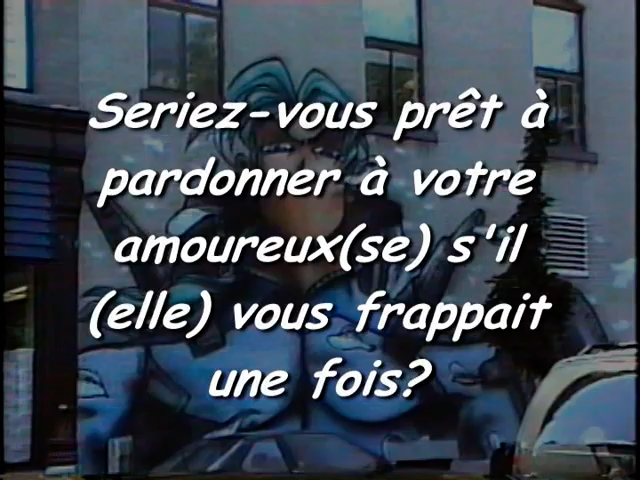 Seriez-vous prêt à
pardonner à votre
amoureux(se) s'il
(elle) vous frappait
une fois?